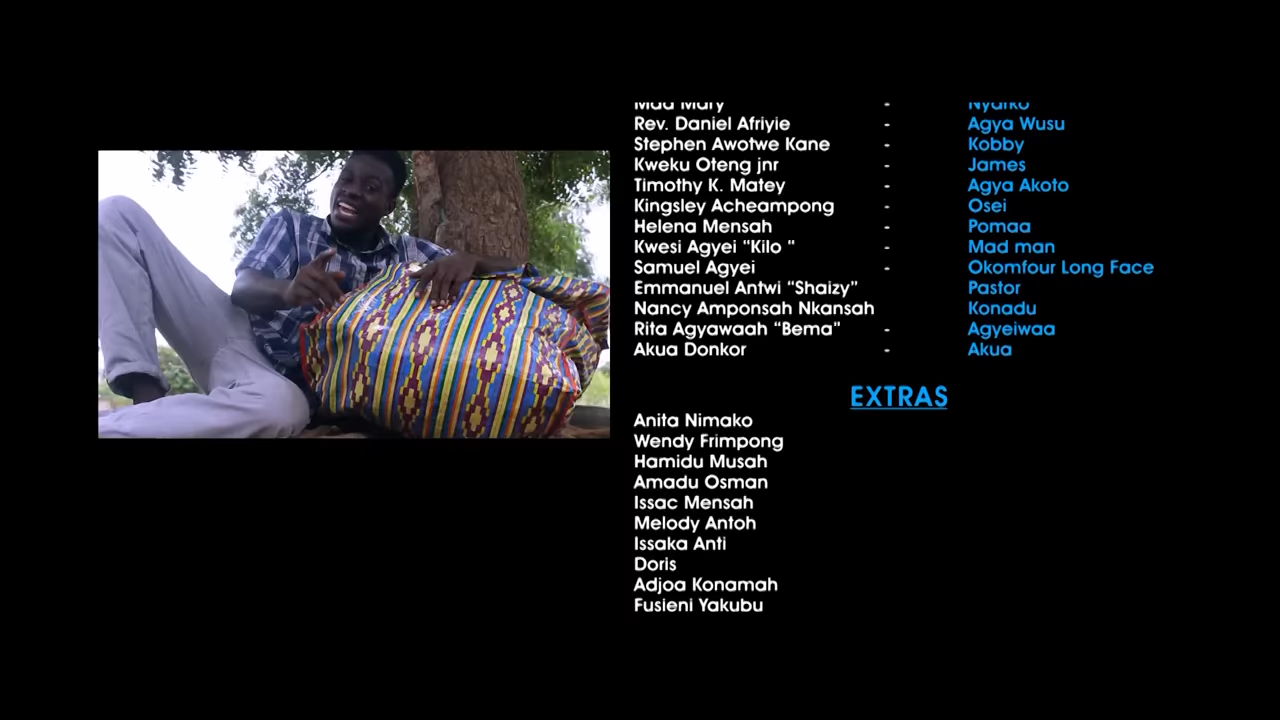 Mad Mary - Nyarko
Rev. Daniel Afriyie - Agya Wusu
Stephen Awotwe Kane - Kobby
Kweku Oteng jnr - James
Timothy K. Matey - Agya Akoto
Kingsley Acheampong - Osei
Helena Mensah - Pomaa
Kwesi Agyei “Kilo “ - Mad man
Samuel Agyei - Okomfour Long Face
Emmanuel Antwi “Shaizy” Pastor
Nancy Amponsah Nkansah Konadu
Rita Agyawaah “Bema” - Agyeiwaa
Akua Donkor - Akua
EXTRAS
Anita Nimako
Wendy Frimpong
Hamidu Musah
Amadu Osman
Issac Mensah
Melody Antoh
Issaka Anti
Doris
Adjoa Konamah
Fusieni Yakubu